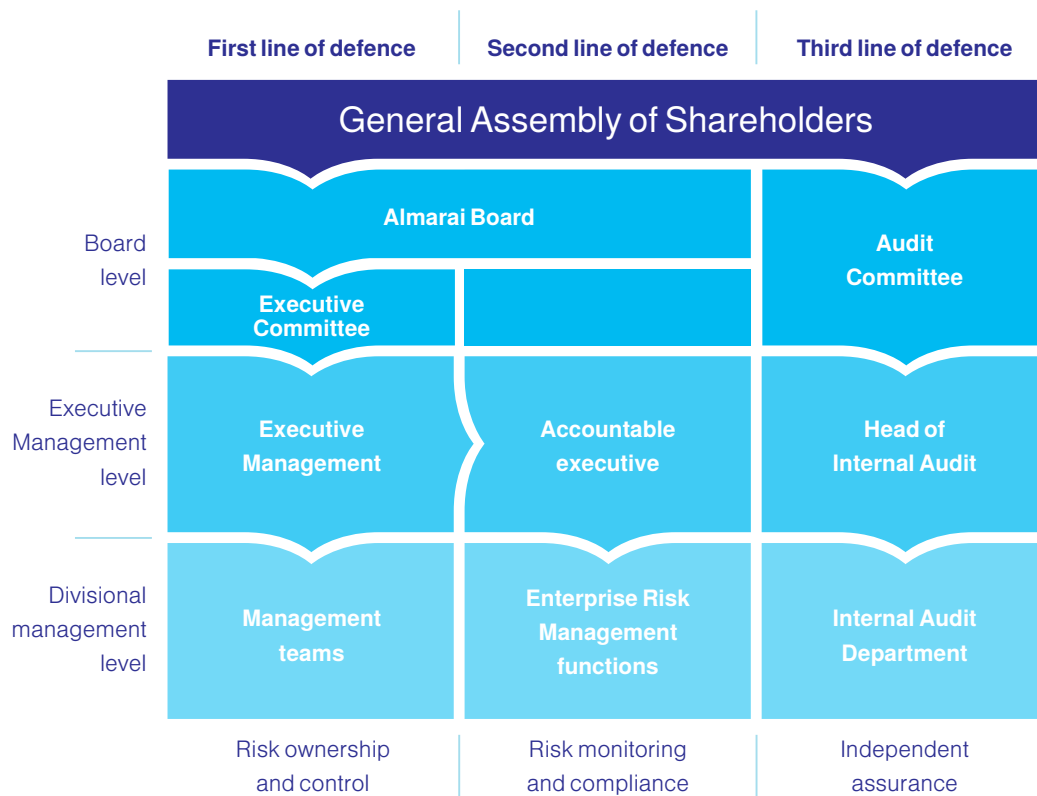 First line of defence
Second line of defence
Third line of defence
General Assembly of Shareholders
Board
level
Almarai Board
Audit
Committee
Executive
Committee
Executive
Management
level
Executive
Management
Accountable
executive
Head of
Internal Audit
Divisional
management
level
Management
teams
Enterprise Risk
Management
functions
Internal Audit
Department
Risk ownership
and control
Risk monitoring
and compliance
Independent
assurance